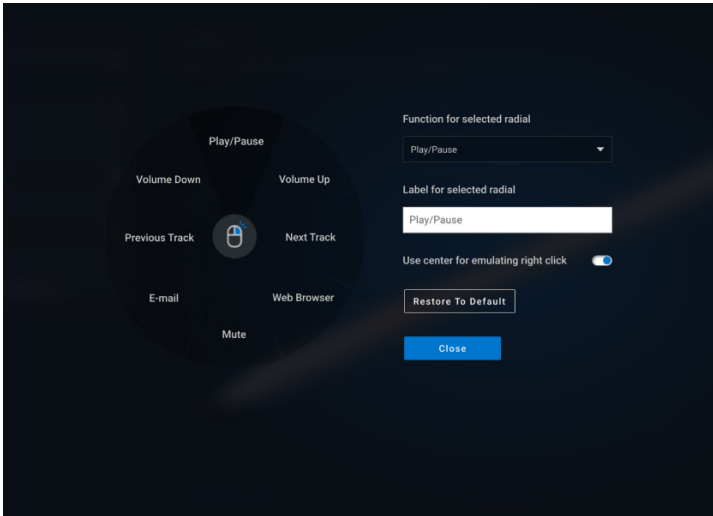 Play/Pause
Volume Down
Volume Up
Previous Track
Next Track
E-mail
Web Browser
Mute
Function for selected radial
Play/Pause
Label for selected radial
Play/Pause
Use center for emulating right click
Restore To Default
Close